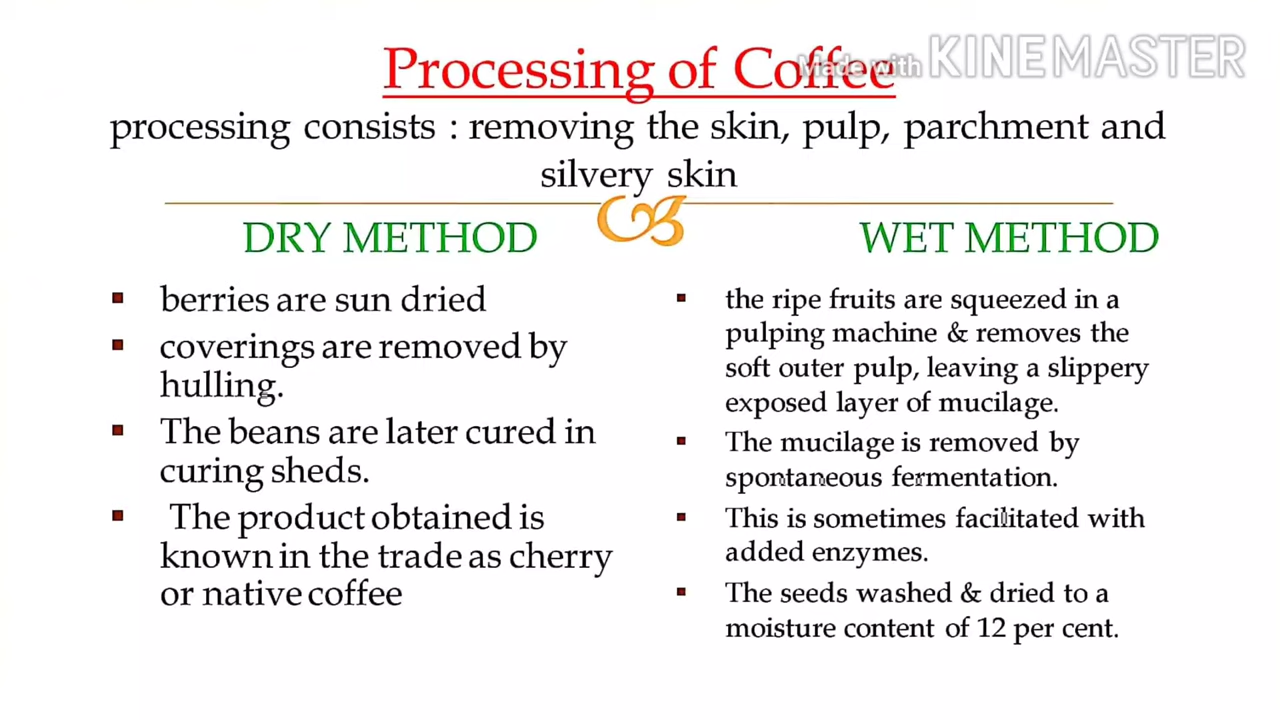 Processing of Coffee
Made with KINEMASTER
processing consists : removing the skin, pulp, parchment and
silvery skin
DRY METHOD
berries are sun dried
coverings are removed by
hulling.
The beans are later cured in
curing sheds.
The product obtained is
known in the trade as cherry
or native coffee
WET METHOD
the ripe fruits are squeezed in a
pulping machine & removes the
soft outer pulp, leaving a slippery
exposed layer of mucilage.
The mucilage is removed by
spontaneous fermentation.
This is sometimes facilitated with
added enzymes.
The seeds washed & dried to a
moisture content of 12 per cent.